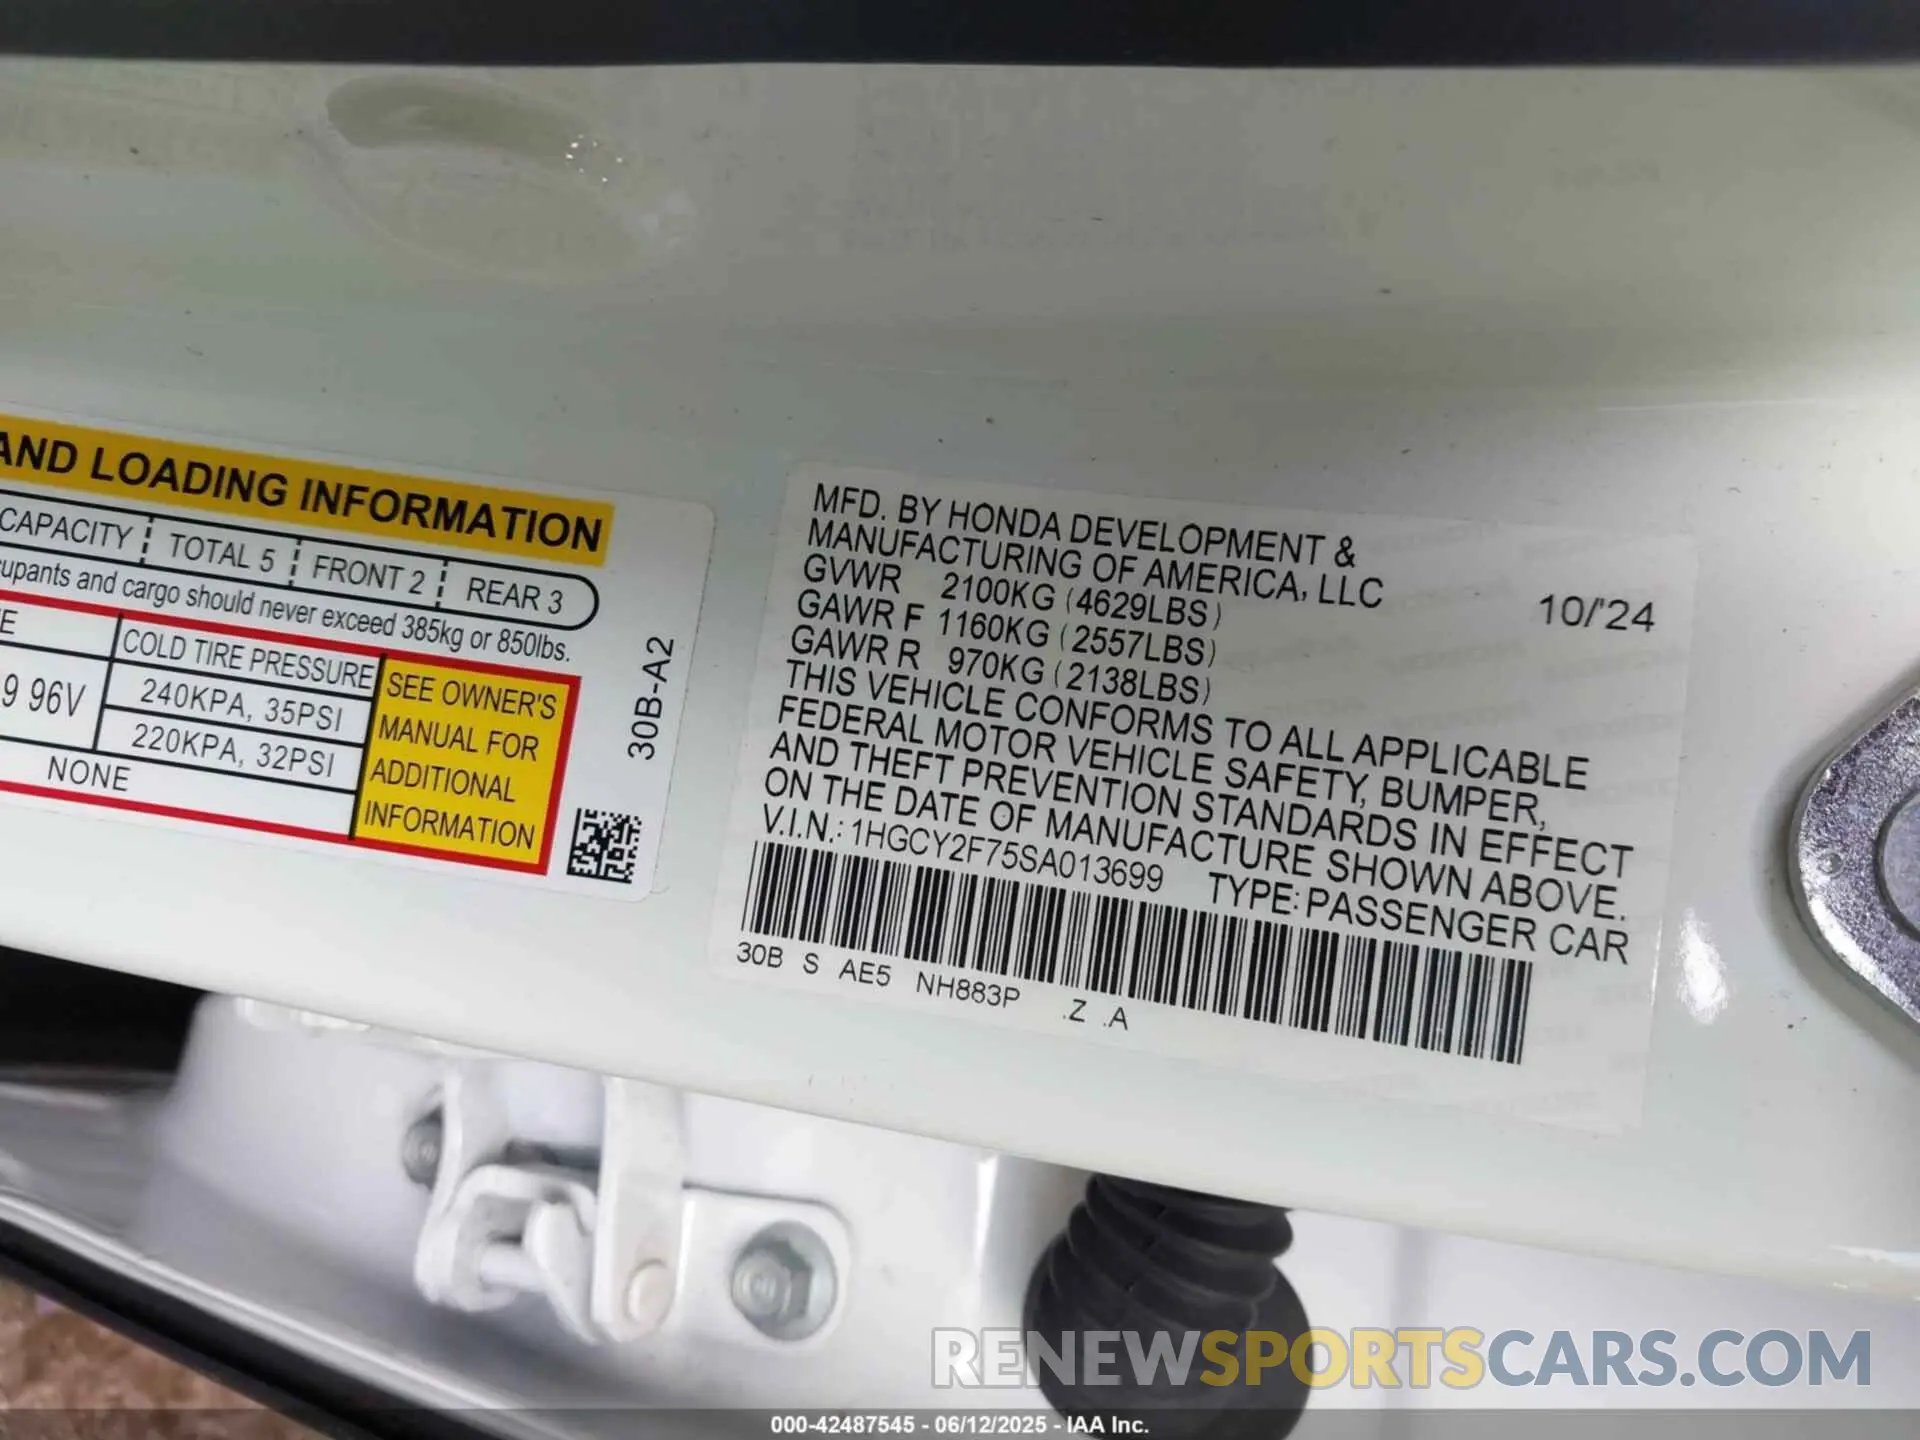 AND LOADING INFORMATION
CAPACITY TOTAL 5 FRONT 2 REAR 3
upants and cargo should never exceed 385kg or 850lbs.
E COLD TIRE PRESSURE
9 96V 240KPA, 35PSI
220KPA, 32PSI
NONE
SEE OWNER'S
MANUAL FOR
ADDITIONAL
INFORMATION
30B-A2
MFD. BY HONDA DEVELOPMENT &
MANUFACTURING OF AMERICA, LLC
10/'24
GVWR 2100KG (4629LBS)
GAWR F 1160KG (2557LBS)
GAWR R 970KG (2138LBS)
THIS VEHICLE CONFORMS TO ALL APPLICABLE
FEDERAL MOTOR VEHICLE SAFETY, BUMPER,
AND THEFT PREVENTION STANDARDS IN EFFECT
ON THE DATE OF MANUFACTURE SHOWN ABOVE.
V.I.N.: 1HGCY2F75SA013699 TYPE: PASSENGER CAR
30B S AE5 NH883P .Z .A
RENEWSPORTSCARS.COM
000-42487545 - 06/12/2025 - IAA Inc.